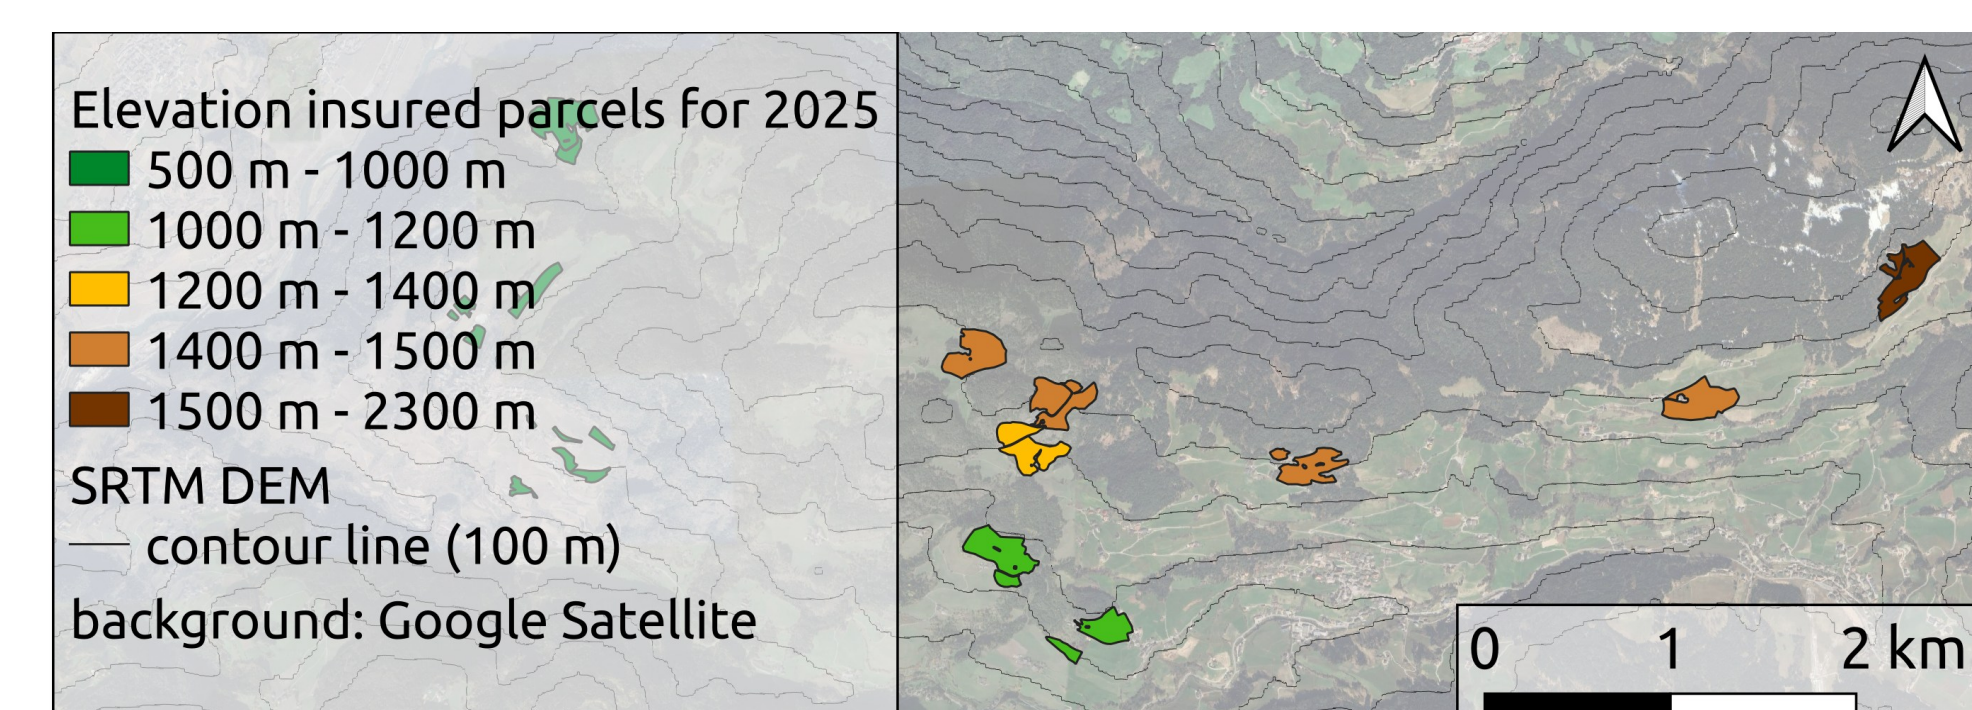 Elevation insured parcels for 2025
500 m - 1000 m
1000 m - 1200 m
1200 m - 1400 m
1400 m - 1500 m
1500 m - 2300 m
SRTM DEM
contour line (100 m)
background: Google Satellite
0 1 2 km